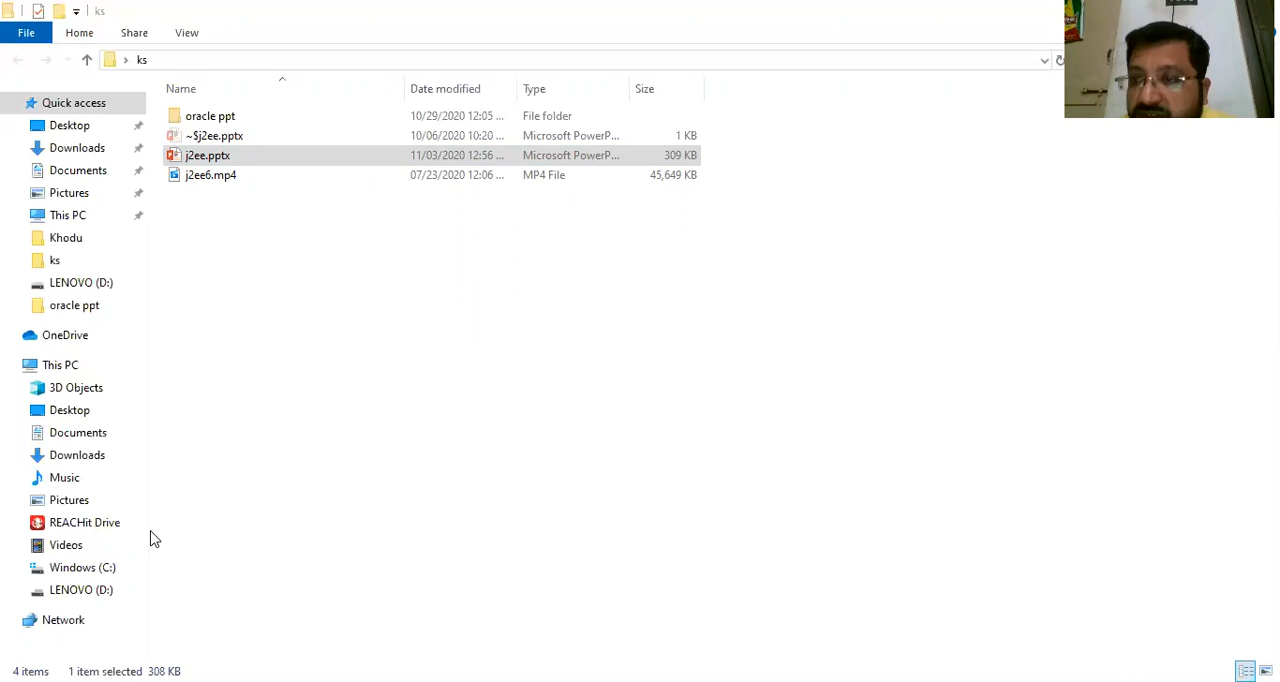 ks
File Home Share View
ks
Name Date modified Type Size
oracle ppt 10/29/2020 12:05 ... File folder
~$j2ee.pptx 10/06/2020 10:20 ... Microsoft PowerP... 1 KB
j2ee.pptx 11/03/2020 12:56 ... Microsoft PowerP... 309 KB
j2ee6.mp4 07/23/2020 12:06 ... MP4 File 45,649 KB
Quick access
Desktop
Downloads
Documents
Pictures
This PC
Khodu
ks
LENOVO (D:)
oracle ppt
OneDrive
This PC
3D Objects
Desktop
Documents
Downloads
Music
Pictures
REACHit Drive
Videos
Windows (C:)
LENOVO (D:)
Network
4 items 1 item selected 308 KB